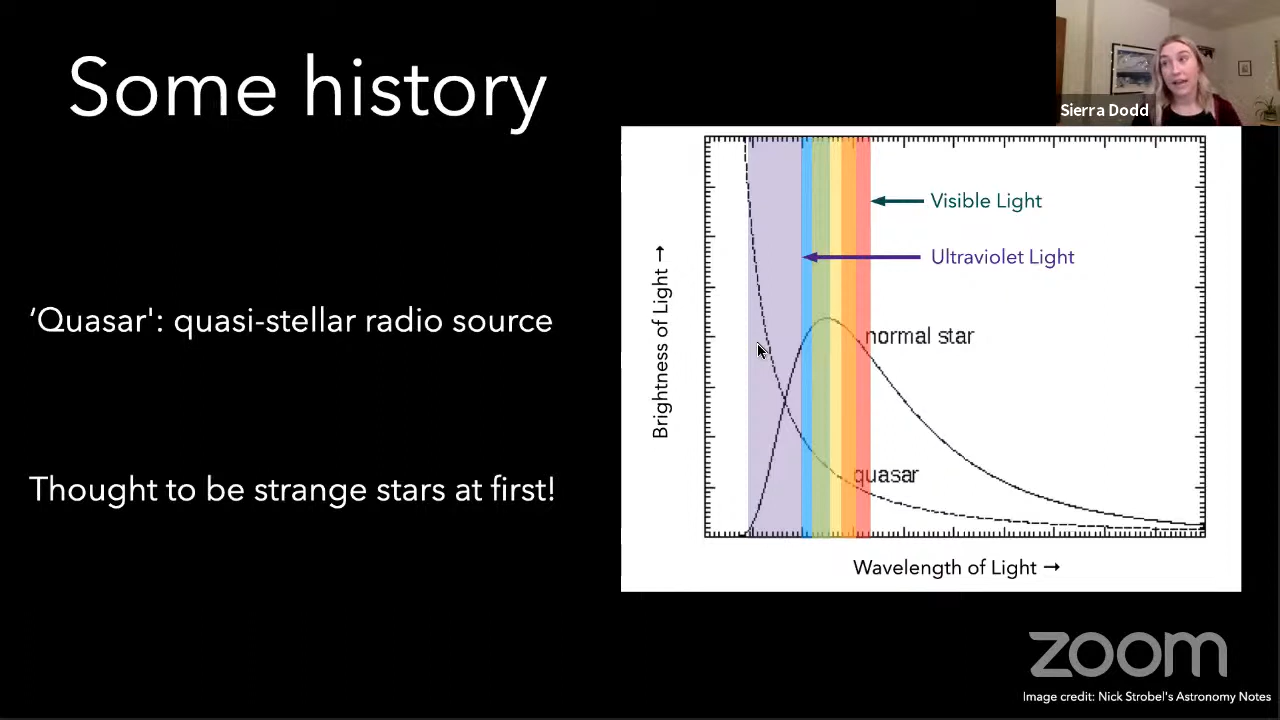 Some history
Sierra Dodd
'Quasar': quasi-stellar radio source
Thought to be strange stars at first!
Visible Light
Ultraviolet Light
normal star
quasar
Brightness of Light →
Wavelength of Light →
zoom
Image credit: Nick Strobel's Astronomy Notes